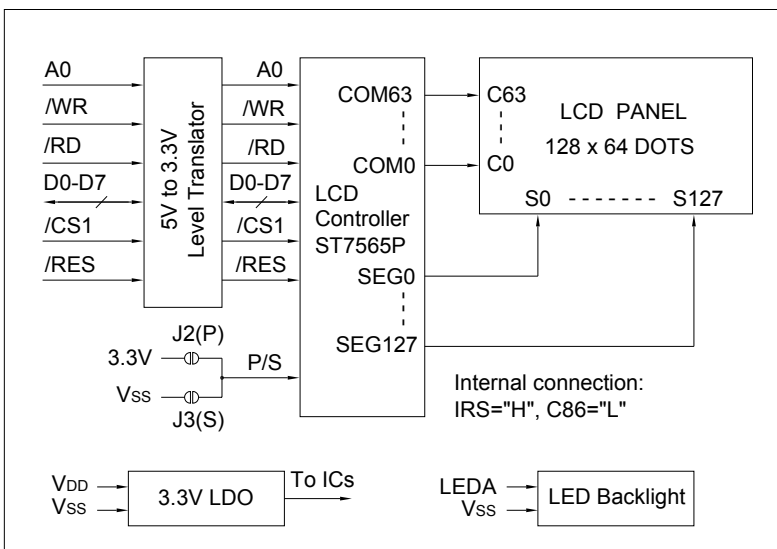 A0
/WR
/RD
D0-D7
/CS1
/RES
5V to 3.3V
Level Translator
A0
/WR
/RD
D0-D7
/CS1
/RES
COM63
COM0
LCD
Controller
ST7565P
SEG0
SEG127
C63
C0
LCD PANEL
128 x 64 DOTS
S0 ------- S127
J2(P)
3.3V
P/S
VSS
J3(S)
Internal connection:
IRS="H", C86="L"
VDD
VSS
3.3V LDO
To ICs
LEDA
VSS
LED Backlight